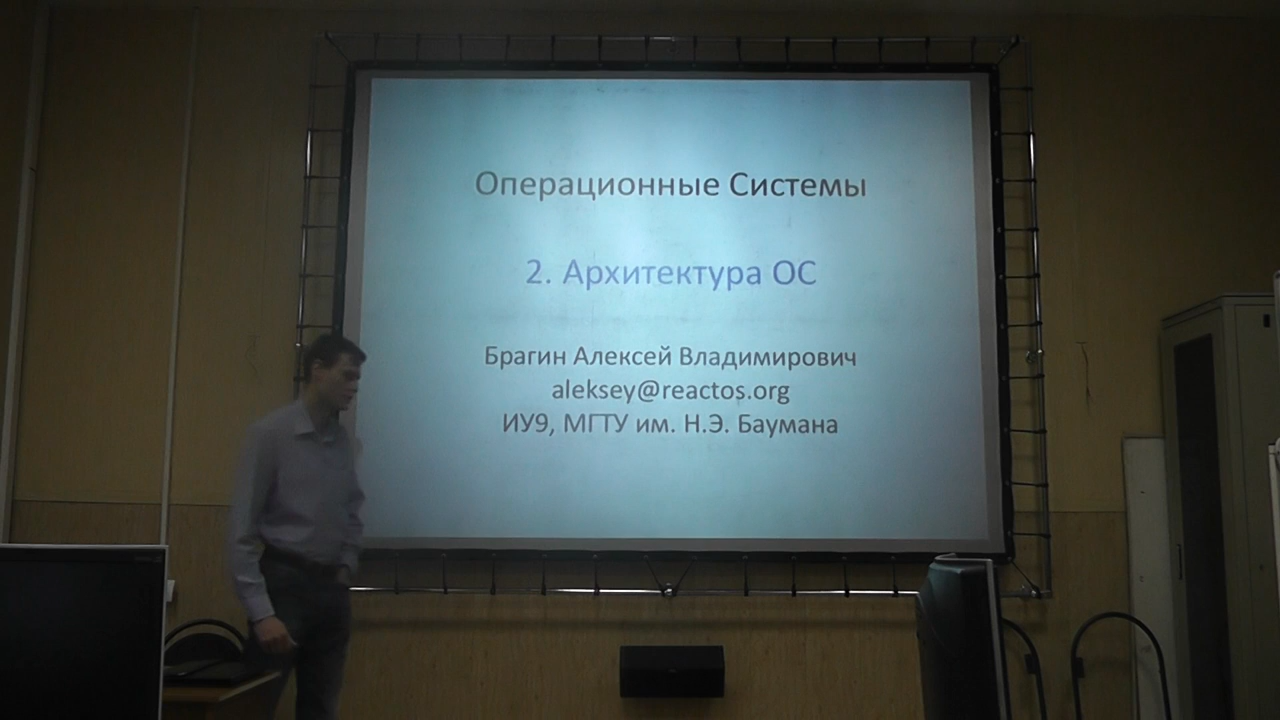 Операционные Системы
2. Архитектура ОС
Брагин Алексей Владимирович
aleksey@reactos.org
ИУ9, МГТУ им. Н.Э. Баумана